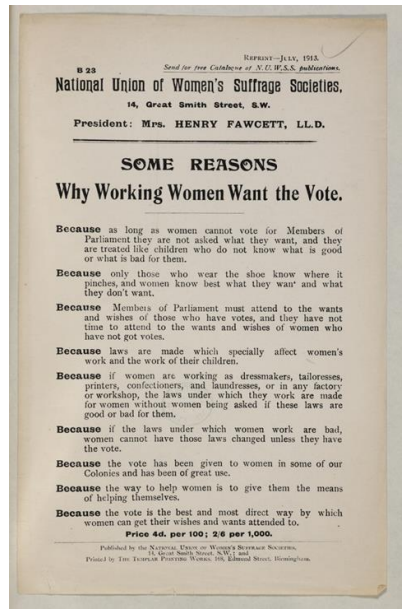 REPRINT—JULY, 1913.
B 23
Send for free Catalogue of N.U.W.S.S. publications.
National Union of Women's Suffrage Societies,
14, Great Smith Street, S.W.
President: Mrs. HENRY FAWCETT, LL.D.
SOME REASONS
Why Working Women Want the Vote.
Because as long as women cannot vote for Members of
Parliament they are not asked what they want, and they
are treated like children who do not know what is good
or what is bad for them.
Because only those who wear the shoe know where it
pinches, and women know best what they want and what
they don't want.
Because Members of Parliament must attend to the wants
and wishes of those who have votes, and they have not
time to attend to the wants and wishes of women who
have not got votes.
Because laws are made which specially affect women's
work and the work of their children.
Because if women are working as dressmakers, tailoresses,
printers, confectioners, and laundresses, or in any factory
or workshop, the laws under which they work are made
for women without women being asked if these laws are
good or bad for them.
Because if the laws under which women work are bad,
women cannot have those laws changed unless they have
the vote.
Because the vote has been given to women in some of our
Colonies and has been of great use.
Because the way to help women is to give them the means
of helping themselves.
Because the vote is the best and most direct way by which
women can get their wishes and wants attended to.
Price 4d. per 100; 2/6 per 1,000.
Published by the NATIONAL UNION OF WOMEN'S SUFFRAGE SOCIETIES,
14, Great Smith Street, S.W.; and
Printed by THE TEMPLAR PRINTING WORKS, 168, Edmund Street, Birmingham.